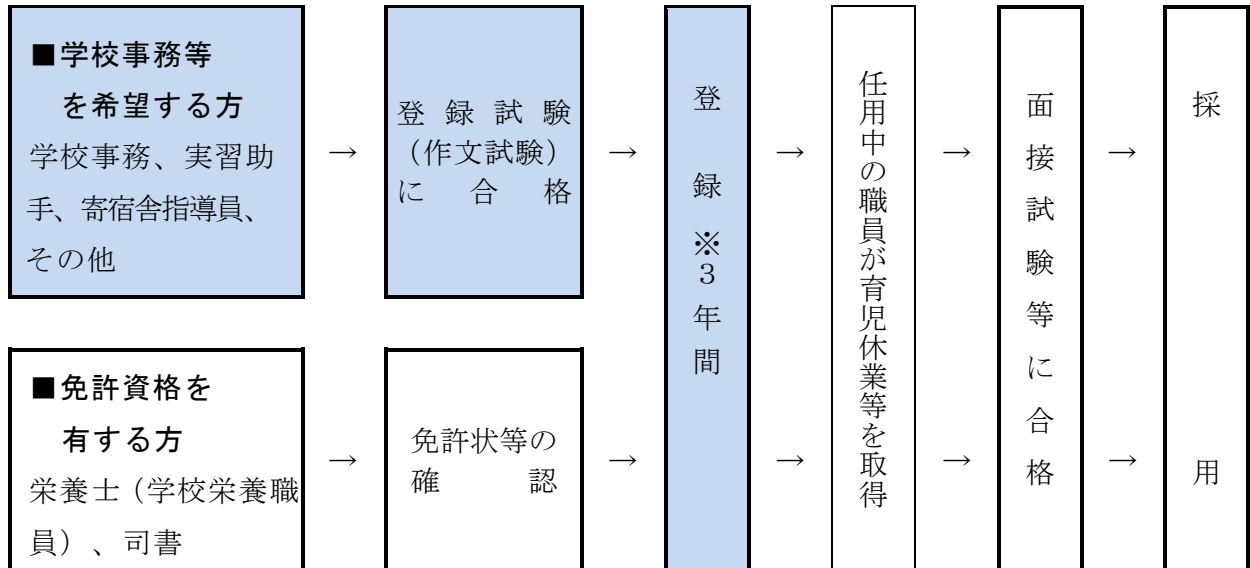 ■学校事務等
を希望する方
学校事務、実習助
手、寄宿舎指導員、
その他
→
登録試験
(作文試験)
に合格
→
登録※3年間
→
任用中の職員が育児休業等を取得
→
面接試験等に合格
→
採用
■免許資格を
有する方
栄養士(学校栄養職
員)、司書
→
免許状等の
確認
→
→
→
→